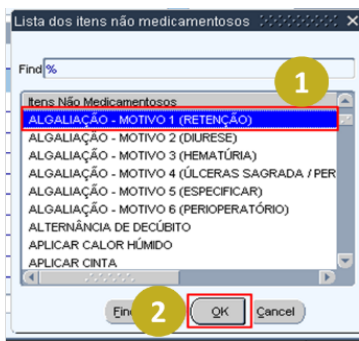 Lista dos itens não medicamentosos
Find %
1
Itens Não Medicamentosos
ALGALIAÇÃO - MOTIVO 1 (RETENÇÃO)
ALGALIAÇÃO - MOTIVO 2 (DIURESE)
ALGALIAÇÃO - MOTIVO 3 (HEMATÚRIA)
ALGALIAÇÃO - MOTIVO 4 (ÚLCERAS SAGRADA / PER
ALGALIAÇÃO - MOTIVO 5 (ESPECIFICAR)
ALGALIAÇÃO - MOTIVO 6 (PERIOPERATÓRIO)
ALTERNÂNCIA DE DECÚBITO
APLICAR CALOR HÚMIDO
APLICAR CINTA
2 OK Cancel